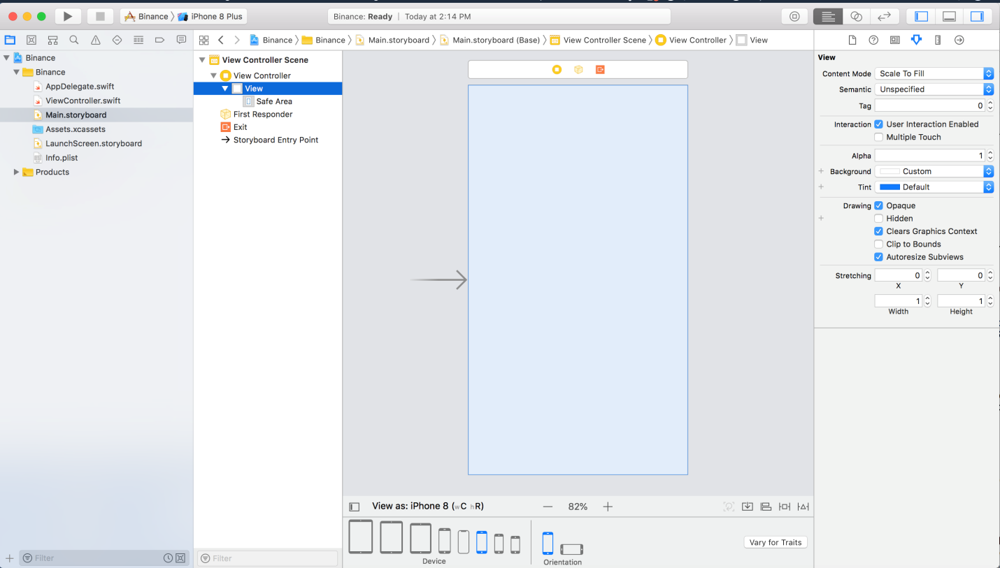 Binance iPhone 8 Plus
Binance: Ready | Today at 2:14 PM
Binance Binance Main.storyboard Main.storyboard (Base) View Controller Scene View Controller View
Binance
Binance
AppDelegate.swift
ViewController.swift
Main.storyboard
Assets.xcassets
LaunchScreen.storyboard
Info.plist
Products
Filter
View Controller Scene
View Controller
View
Safe Area
First Responder
Exit
Storyboard Entry Point
Filter
View as: iPhone 8 (wC hR)
82%
Device
Orientation
Vary for Traits
View
Content Mode Scale To Fill
Semantic Unspecified
Tag 0
Interaction User Interaction Enabled
Multiple Touch
Alpha 1
Background Custom
Tint Default
Drawing Opaque
Hidden
Clears Graphics Context
Clip to Bounds
Autoresize Subviews
Stretching 0 0
X Y
1 1
Width Height